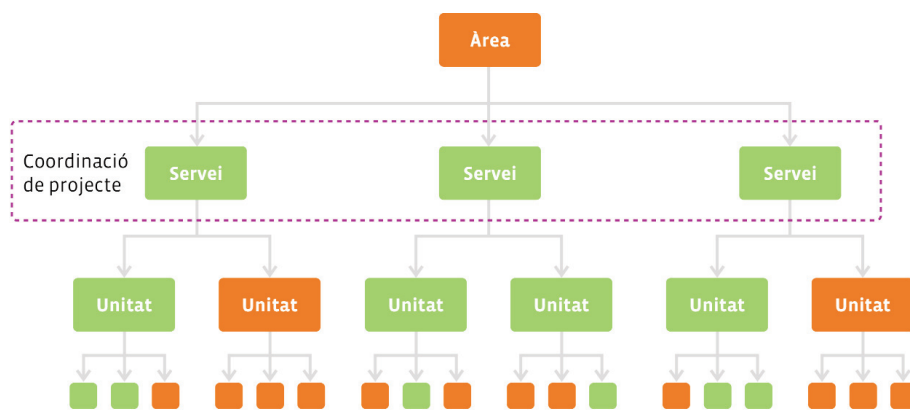 Àrea
Coordinació
de projecte
Servei
Servei
Servei
Unitat
Unitat
Unitat
Unitat
Unitat
Unitat